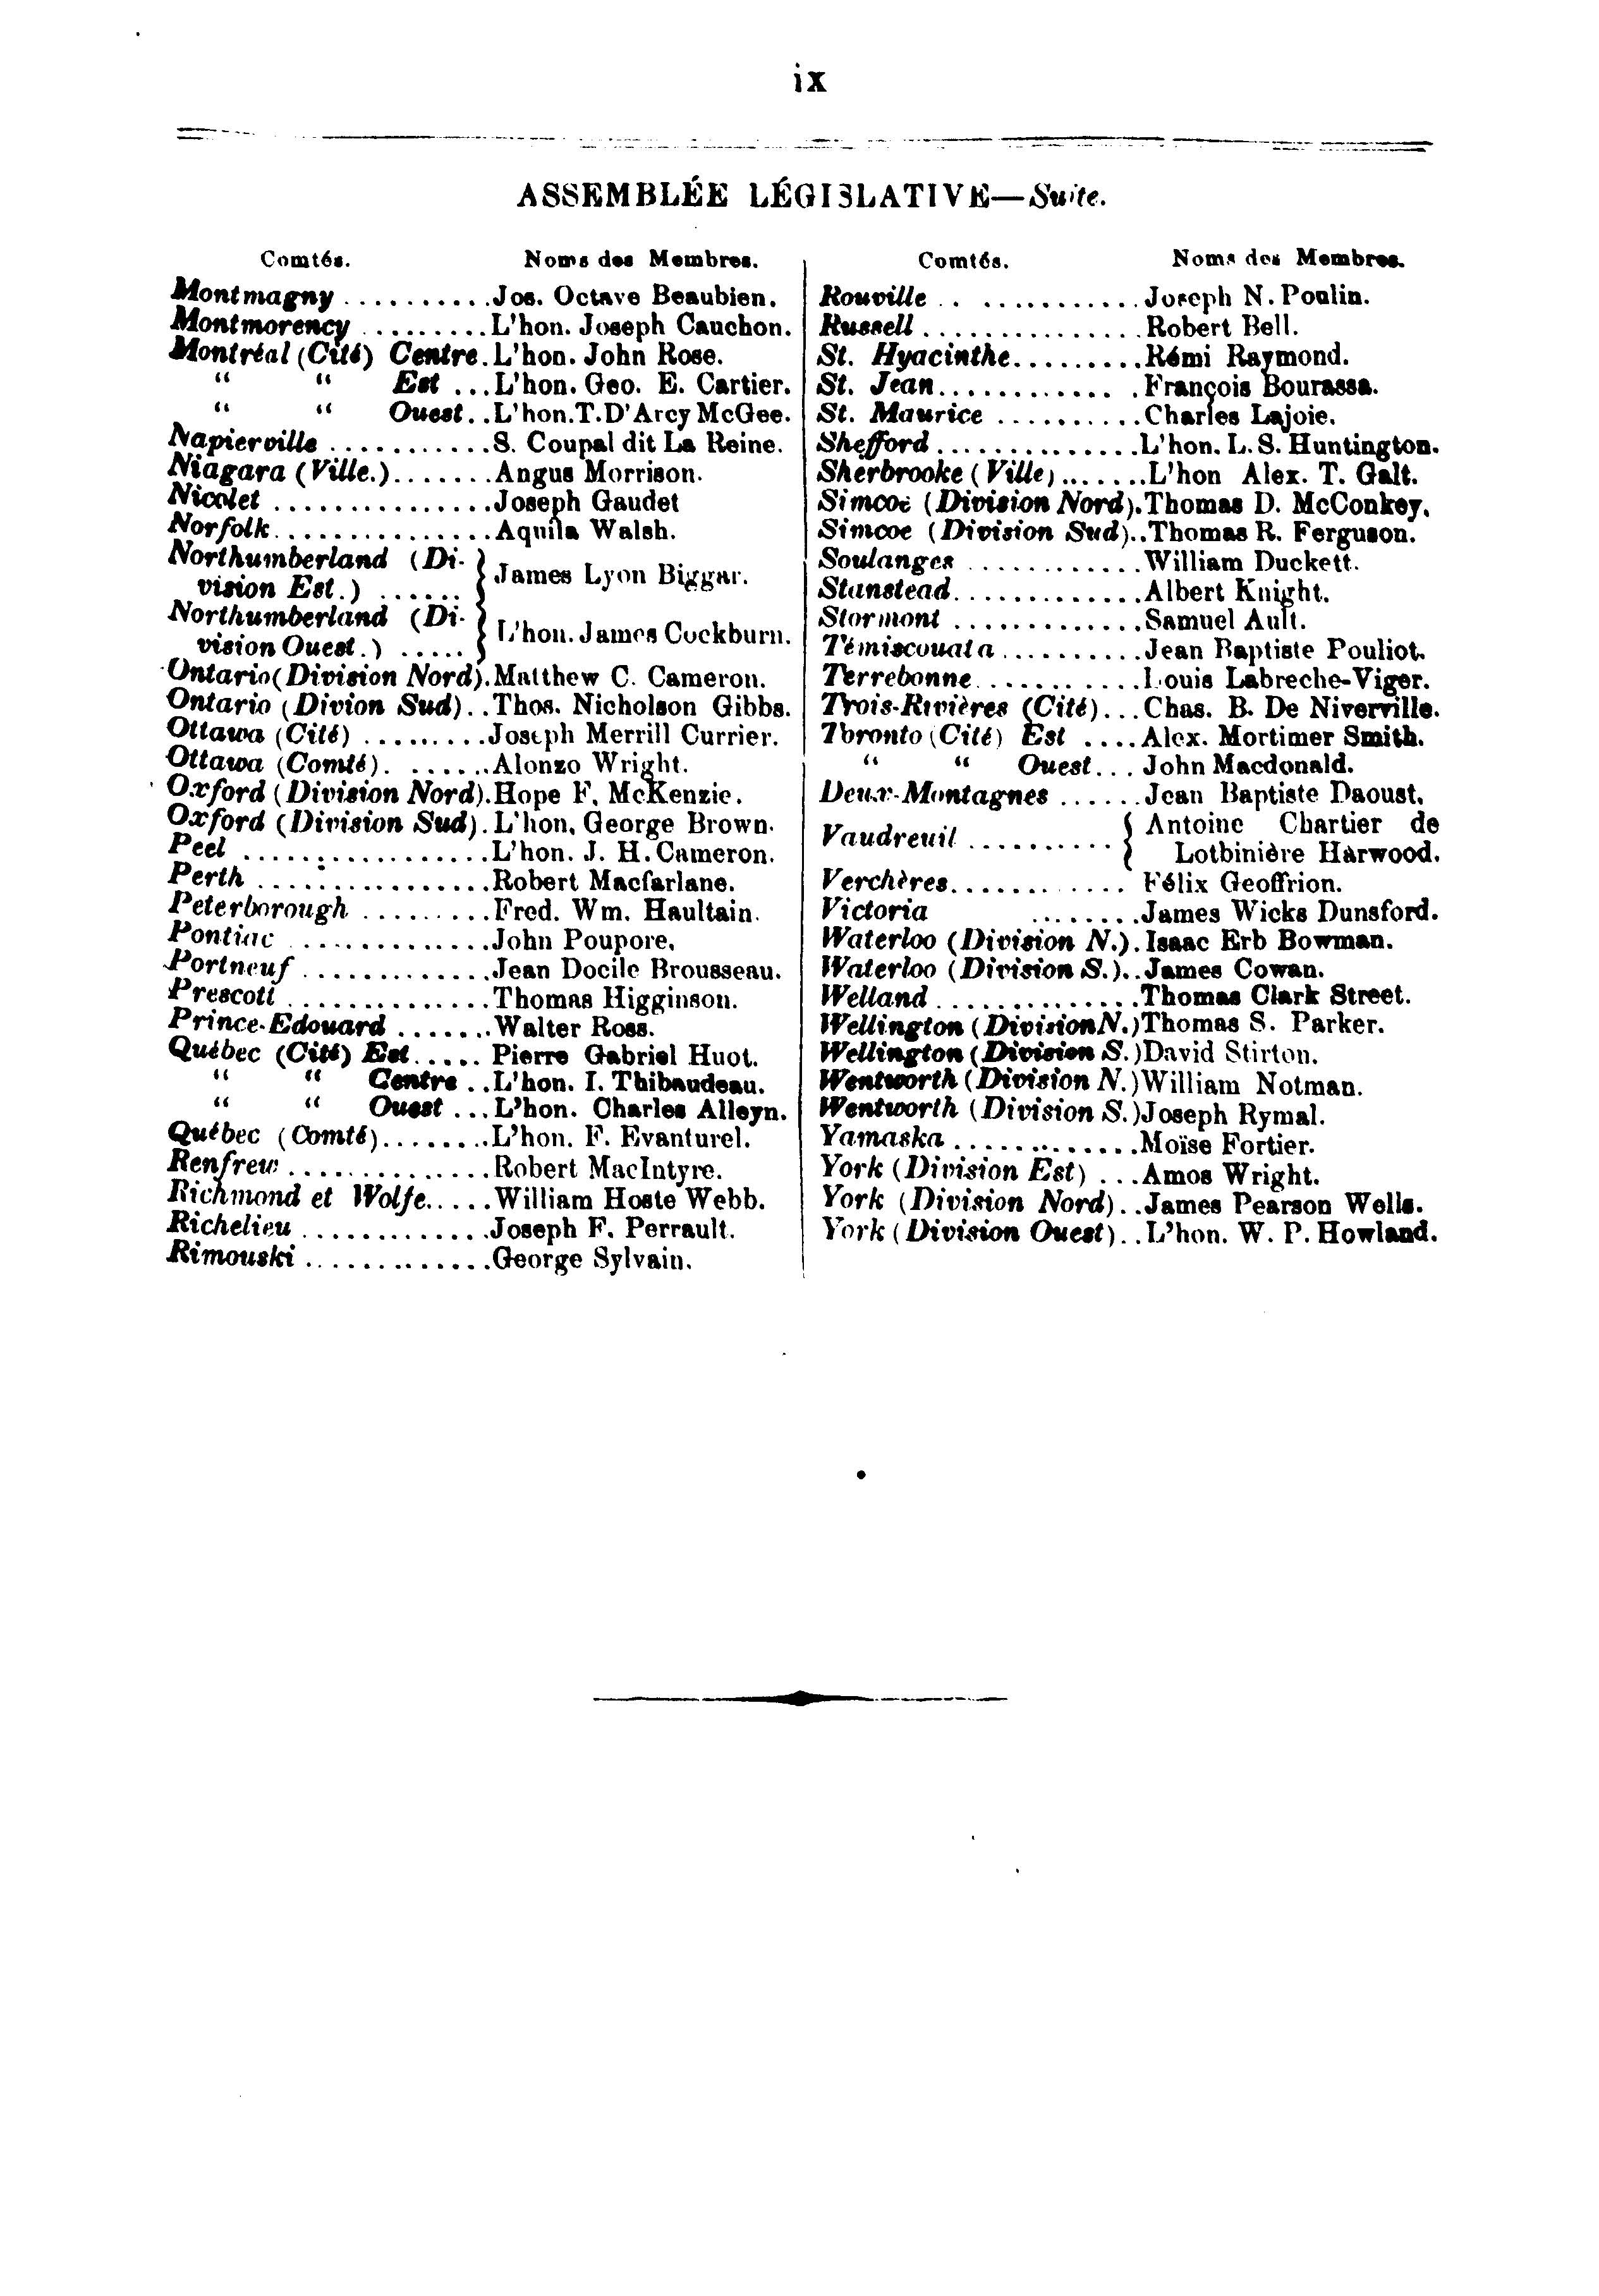 ix
ASSEMBLÉE LÉGISLATIVE—Suite.
Comtés. Noms des Membres.
Montmagny ..........Jos. Octave Beaubien.
Montmorency .........L'hon. Joseph Cauchon.
Montréal (Cité) Centre.L'hon. John Rose.
“ “ Est ...L'hon. Geo. E. Cartier.
“ “ Ouest..L'hon.T.D'Arcy McGee.
Napierville ...........S. Coupal dit La Reine.
Niagara (Ville.).......Angus Morrison.
Nicolet ...............Joseph Gaudet
Norfolk...............Aquila Walsh.
Northumberland (Di-
vision Est.) ...... James Lyon Biggar.
Northumberland (Di-
vision Ouest.) ..... L'hon. James Cockburn.
Ontario(Division Nord).Matthew C. Cameron.
Ontario (Divion Sud)..Thos. Nicholson Gibbs.
Ottawa (Cité) .........Joseph Merrill Currier.
Ottawa (Comté). ......Alonzo Wright.
Oxford (Division Nord).Hope F. McKenzie.
Oxford (Division Sud).L'hon. George Brown.
Peel .................L'hon. J. H. Cameron.
Perth ................Robert Macfarlane.
Peterborough .........Fred. Wm. Haultain.
Pontiac ..............John Poupore.
Portneuf .............Jean Docile Brousseau.
Prescott ..............Thomas Higginson.
Prince-Edouard .......Walter Ross.
Québec (Cité) Est..... Pierre Gabriel Huot.
“ “ Centre ..L'hon. I. Thibaudeau.
“ “ Ouest ...L'hon. Charles Alleyn.
Québec (Comté).......L'hon. F. Evanturel.
Renfrew ..............Robert MacIntyre.
Richmond et Wolfe.....William Hoste Webb.
Richelieu .............Joseph F. Perrault.
Rimouski .............George Sylvain.
Comtés. Noms des Membres.
Rouville .. ...........Joseph N. Poulin.
Russell ...............Robert Bell.
St. Hyacinthe.........Rémi Raymond.
St. Jean............. .François Bourassa.
St. Maurice ..........Charles Lajoie.
Shefford ..............L'hon. L. S. Huntington.
Sherbrooke (Ville).......L'hon Alex. T. Galt.
Simcoe (Division Nord).Thomas D. McConkey.
Simcoe (Division Sud)..Thomas R. Ferguson.
Soulanges ............William Duckett.
Stanstead.............Albert Knight.
Stormont .............Samuel Ault.
Témiscouata ..........Jean Baptiste Pouliot.
Terrebonne...........Louis Labreche-Viger.
Trois-Rivières (Cité)...Chas. B. De Niverville.
Toronto (Cité) Est ....Alex. Mortimer Smith.
“ “ Ouest... John Macdonald.
Deux-Montagnes ......Jean Baptiste Daoust.
Vaudreuil .......... Antoine Chartier de
Lotbinière Harwood.
Verchères............ Félix Geoffrion.
Victoria ........James Wicks Dunsford.
Waterloo (Division N.).Isaac Erb Bowman.
Waterloo (Division S.)..James Cowan.
Welland ..............Thomas Clark Street.
Wellington (Division N.)Thomas S. Parker.
Wellington (Division S.)David Stirton.
Wentworth (Division N.)William Notman.
Wentworth (Division S.)Joseph Rymal.
Yamaska .............Moïse Fortier.
York (Division Est) ...Amos Wright.
York (Division Nord)..James Pearson Wells.
York (Division Ouest)..L'hon. W. P. Howland.